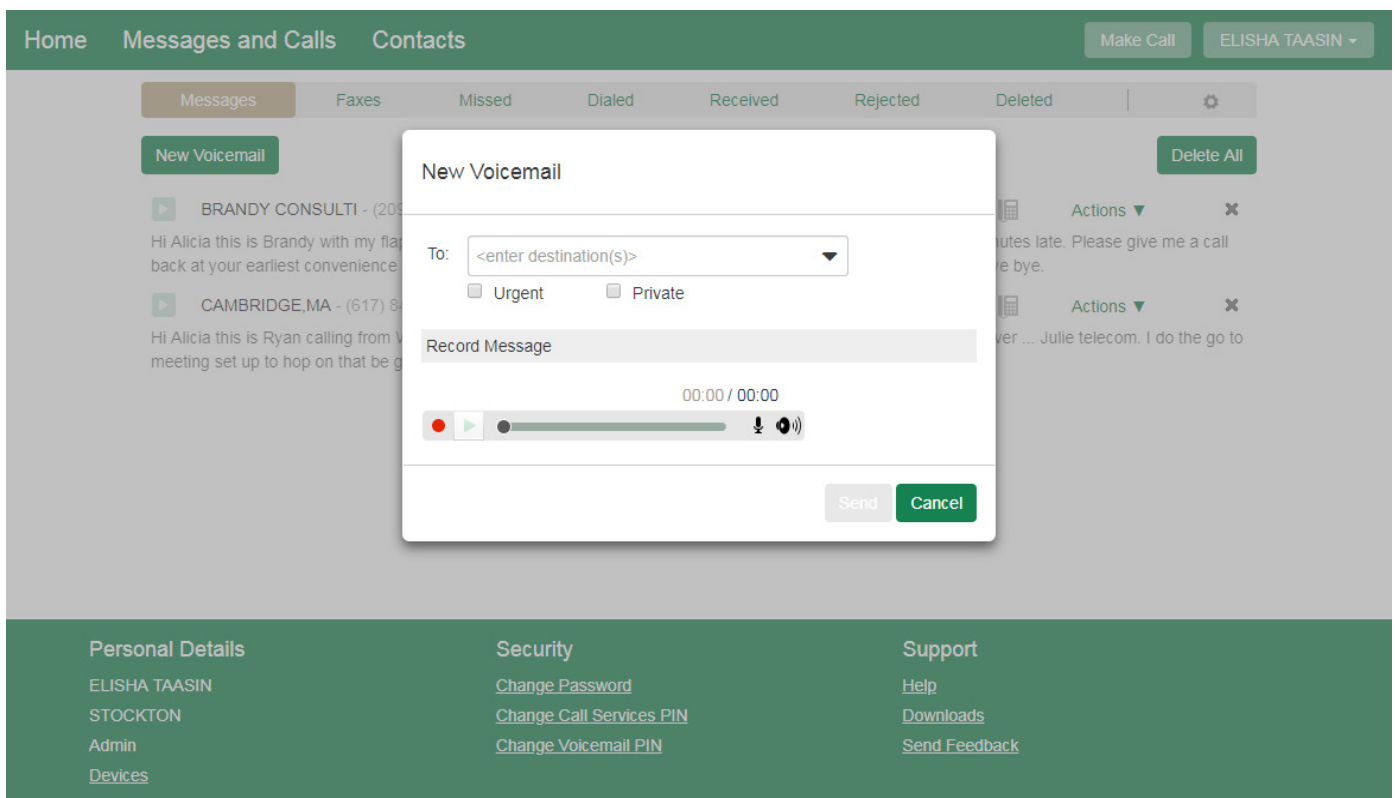 Home Messages and Calls Contacts Make Call ELISHA TAASIN
Messages Faxes Missed Dialed Received Rejected Deleted
New Voicemail Delete All
New Voicemail
BRANDY CONSULTI - (209 Actions ▼
Hi Alicia this is Brandy with my flap nutes late. Please give me a call
back at your earliest convenience e bye.
To: <enter destination(s)>
Urgent Private
CAMBRIDGE,MA - (617) 84 Actions ▼
Hi Alicia this is Ryan calling from ver ... Julie telecom. I do the go to
meeting set up to hop on that be g
Record Message
00:00 / 00:00
Send Cancel
Personal Details Security Support
ELISHA TAASIN Change Password Help
STOCKTON Change Call Services PIN Downloads
Admin Change Voicemail PIN Send Feedback
Devices